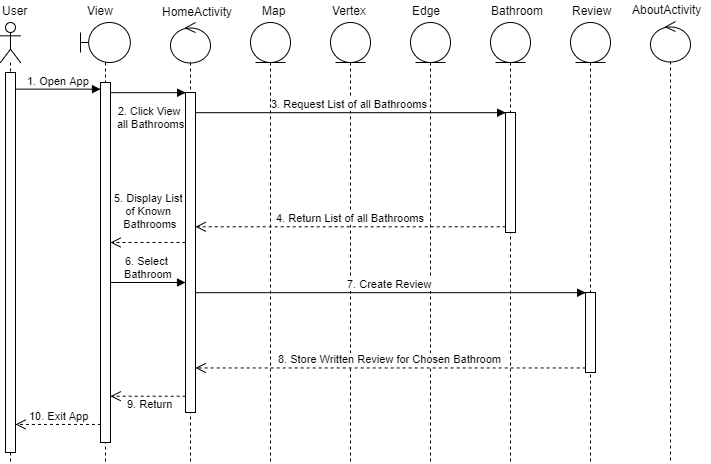 User View HomeActivity Map Vertex Edge Bathroom Review AboutActivity
1. Open App
2. Click View
all Bathrooms
3. Request List of all Bathrooms
4. Return List of all Bathrooms
5. Display List
of Known
Bathrooms
6. Select
Bathroom
7. Create Review
8. Store Written Review for Chosen Bathroom
9. Return
10. Exit App